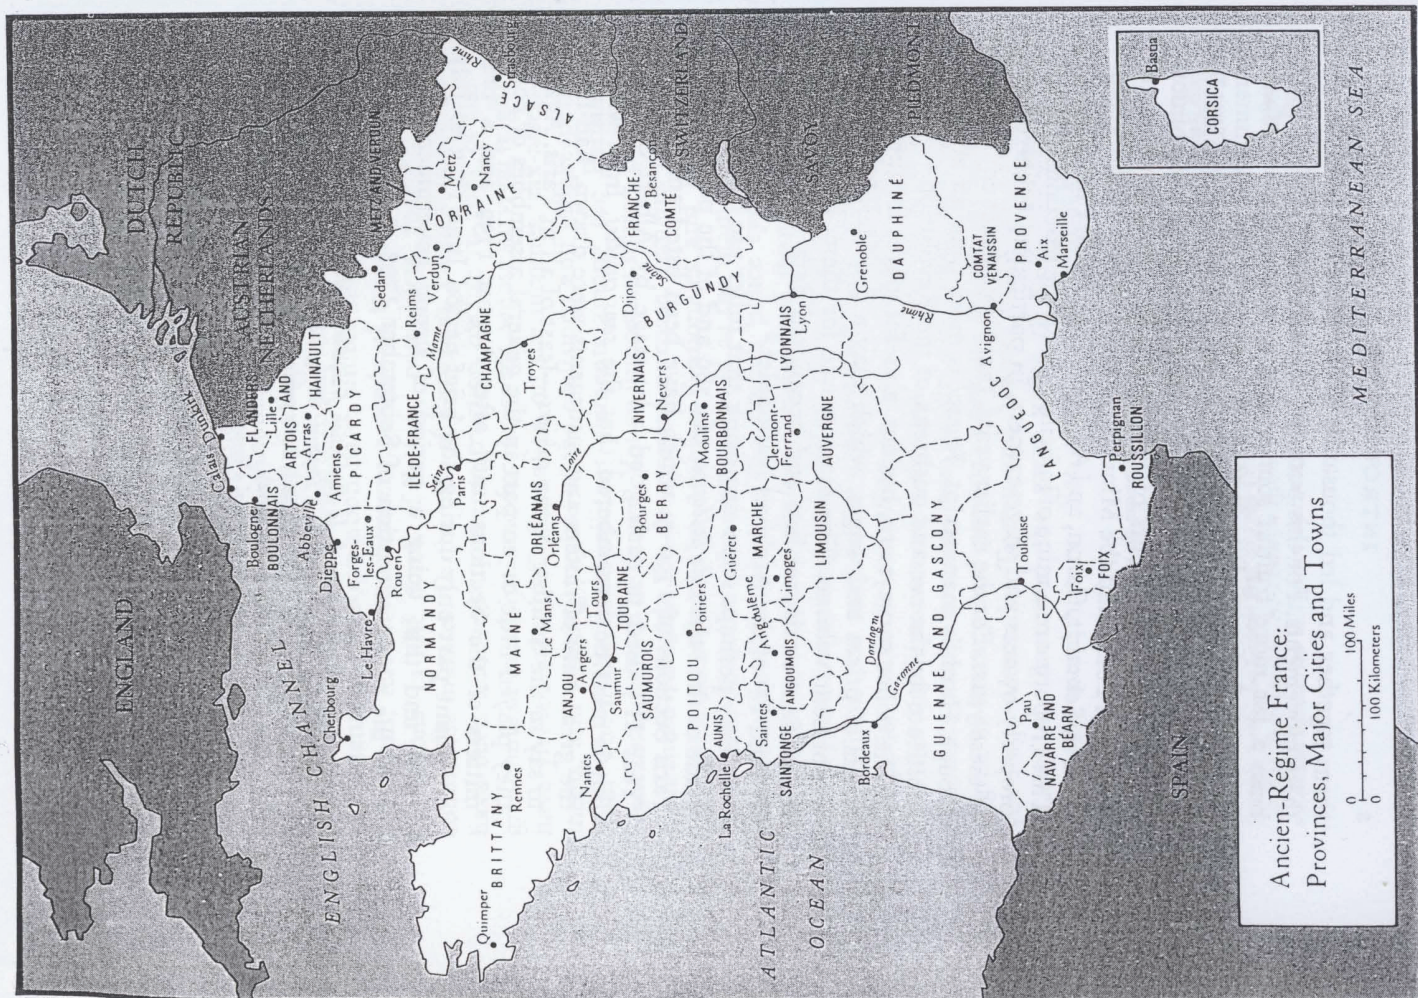 DUTCH
REPUBLIC
AUSTRIAN
NETHERLANDS
ENGLAND
ENGLISH CHANNEL
ATLANTIC
OCEAN
SPAIN
MEDITERRANEAN SEA
PIEDMONT
SAVOY
SWITZERLAND
METZ AND VERDUN
Calais
Dunkirk
FLANDERS
Lille
AND
HAINAULT
ARTOIS
Arras
Boulogne
BOULONNAIS
Abbeville
Amiens
PICARDY
Dieppe
Forges-
les-Eaux
Rouen
Le Havre
Cherbourg
NORMANDY
ILE-DE-FRANCE
Seine
Paris
Sedan
Reims
Marne
Verdun
Metz
Nancy
LORRAINE
Rhine
Strasbourg
ALSACE
CHAMPAGNE
Troyes
Quimper
BRITTANY
Rennes
Nantes
MAINE
Le Mans
ANJOU
Angers
Saumur
SAUMUROIS
Tours
TOURAINE
ORLÉANAIS
Orléans
Loire
Bourges
BERRY
NIVERNAIS
Nevers
Dijon
Saône
BURGUNDY
FRANCHE-
COMTÉ
Besançon
Moulins
BOURBONNAIS
POITOU
Poitiers
La Rochelle
AUNIS
Saintes
SAINTONGE
Angoulême
ANGOUMOIS
Guéret
MARCHE
Limoges
LIMOUSIN
Clermont-
Ferrand
AUVERGNE
LYONNAIS
Lyon
Grenoble
DAUPHINÉ
Rhine
Avignon
COMTAT
VENAISSIN
PROVENCE
Aix
Marseille
Dordogn
Garonne
Bordeaux
GUIENNE AND GASCONY
Toulouse
LANGUEDOC
Pau
NAVARRE AND
BÉARN
Foix
FOIX
Perpignan
ROUSSILLON
Bastia
CORSICA
Ancien-Régime France:
Provinces, Major Cities and Towns
0 100 Miles
0 100 Kilometers